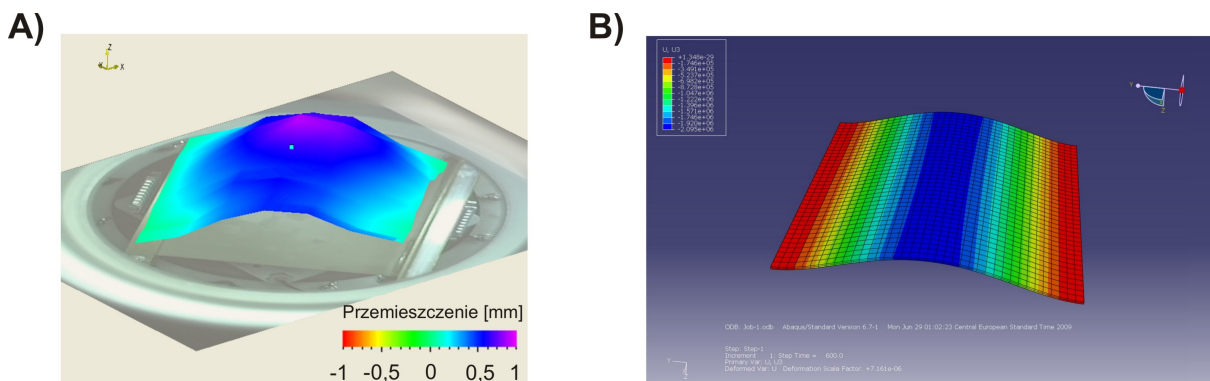 A)
Z
X
Przemieszczenie [mm]
-1 -0,5 0 0,5 1
B)
U, U3
+1.348e-29
-1.746e+05
-3.491e+05
-5.237e+05
-6.982e+05
-8.728e+05
-1.047e+06
-1.222e+06
-1.396e+06
-1.571e+06
-1.746e+06
-1.920e+06
-2.095e+06
Y
Z
ODB: Job-1.odb Abaqus/Standard Version 6.7-1 Mon Jun 29 01:02:23 Central European Standard Time 2009
Step: Step-1
Increment 1: Step Time = 600.0
Primary Var: U, U3
Deformed Var: U Deformation Scale Factor: +7.161e-06
Y